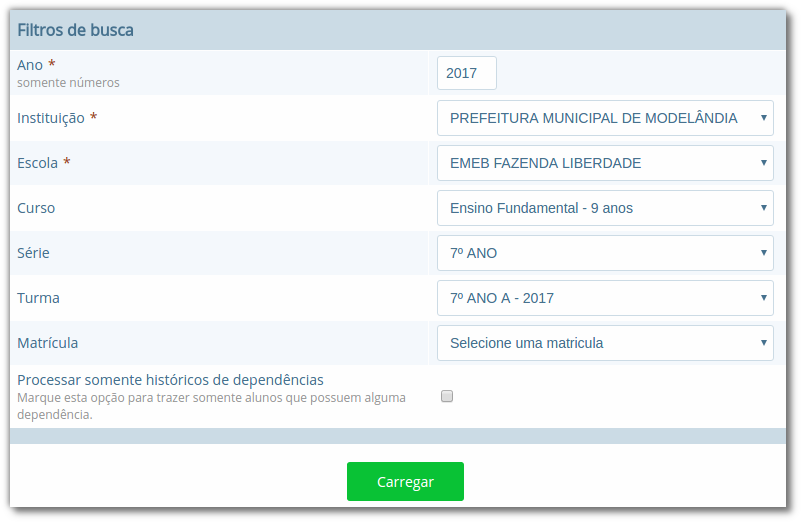 Filtros de busca
Ano *
somente números
2017
Instituição *
PREFEITURA MUNICIPAL DE MODELÂNDIA
Escola *
EMEB FAZENDA LIBERDADE
Curso
Ensino Fundamental - 9 anos
Série
7º ANO
Turma
7º ANO A - 2017
Matrícula
Selecione uma matricula
Processar somente históricos de dependências
Marque esta opção para trazer somente alunos que possuem alguma
dependência.
Carregar